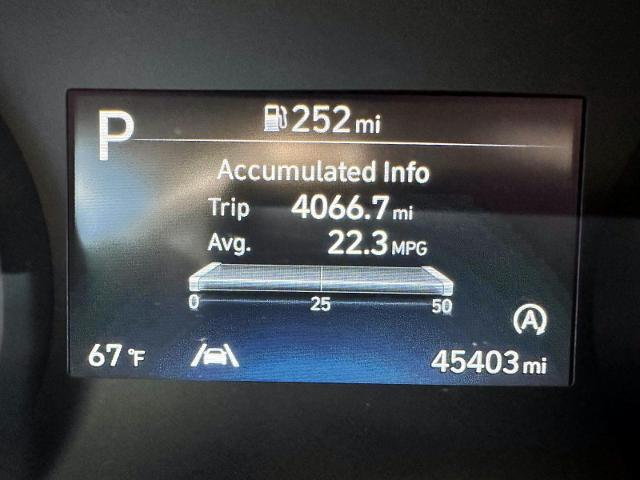 P
252 mi
Accumulated Info
Trip 4066.7 mi
Avg. 22.3 MPG
0 25 50
A
67 °F 45403 mi